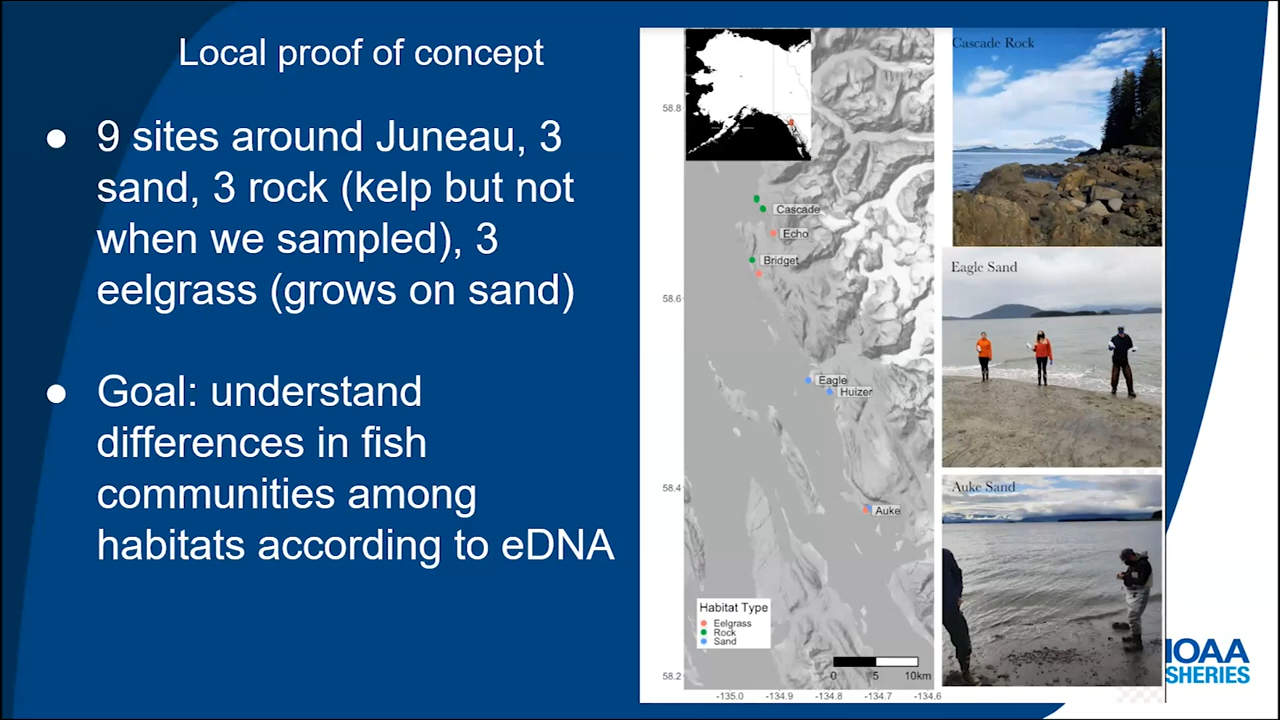 Local proof of concept
● 9 sites around Juneau, 3
sand, 3 rock (kelp but not
when we sampled), 3
eelgrass (grows on sand)
● Goal: understand
differences in fish
communities among
habitats according to eDNA
58.8
58.6
58.4
58.2
Cascade
Echo
Bridget
Eagle
Huizer
Auke
Habitat Type
Eelgrass
Rock
Sand
0 5 10km
-135.0 -134.9 -134.8 -134.7 -134.6
Cascade Rock
Eagle Sand
Auke Sand
IOAA
SHERIES